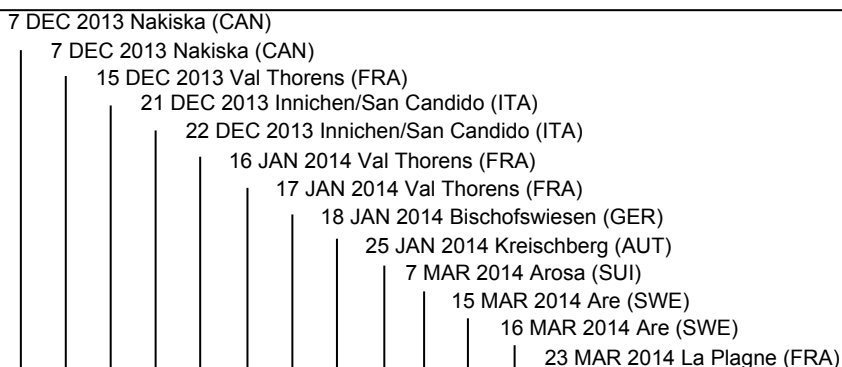 7 DEC 2013 Nakiska (CAN)
7 DEC 2013 Nakiska (CAN)
15 DEC 2013 Val Thorens (FRA)
21 DEC 2013 Innichen/San Candido (ITA)
22 DEC 2013 Innichen/San Candido (ITA)
16 JAN 2014 Val Thorens (FRA)
17 JAN 2014 Val Thorens (FRA)
18 JAN 2014 Bischofswiesen (GER)
25 JAN 2014 Kreischberg (AUT)
7 MAR 2014 Arosa (SUI)
15 MAR 2014 Are (SWE)
16 MAR 2014 Are (SWE)
23 MAR 2014 La Plagne (FRA)